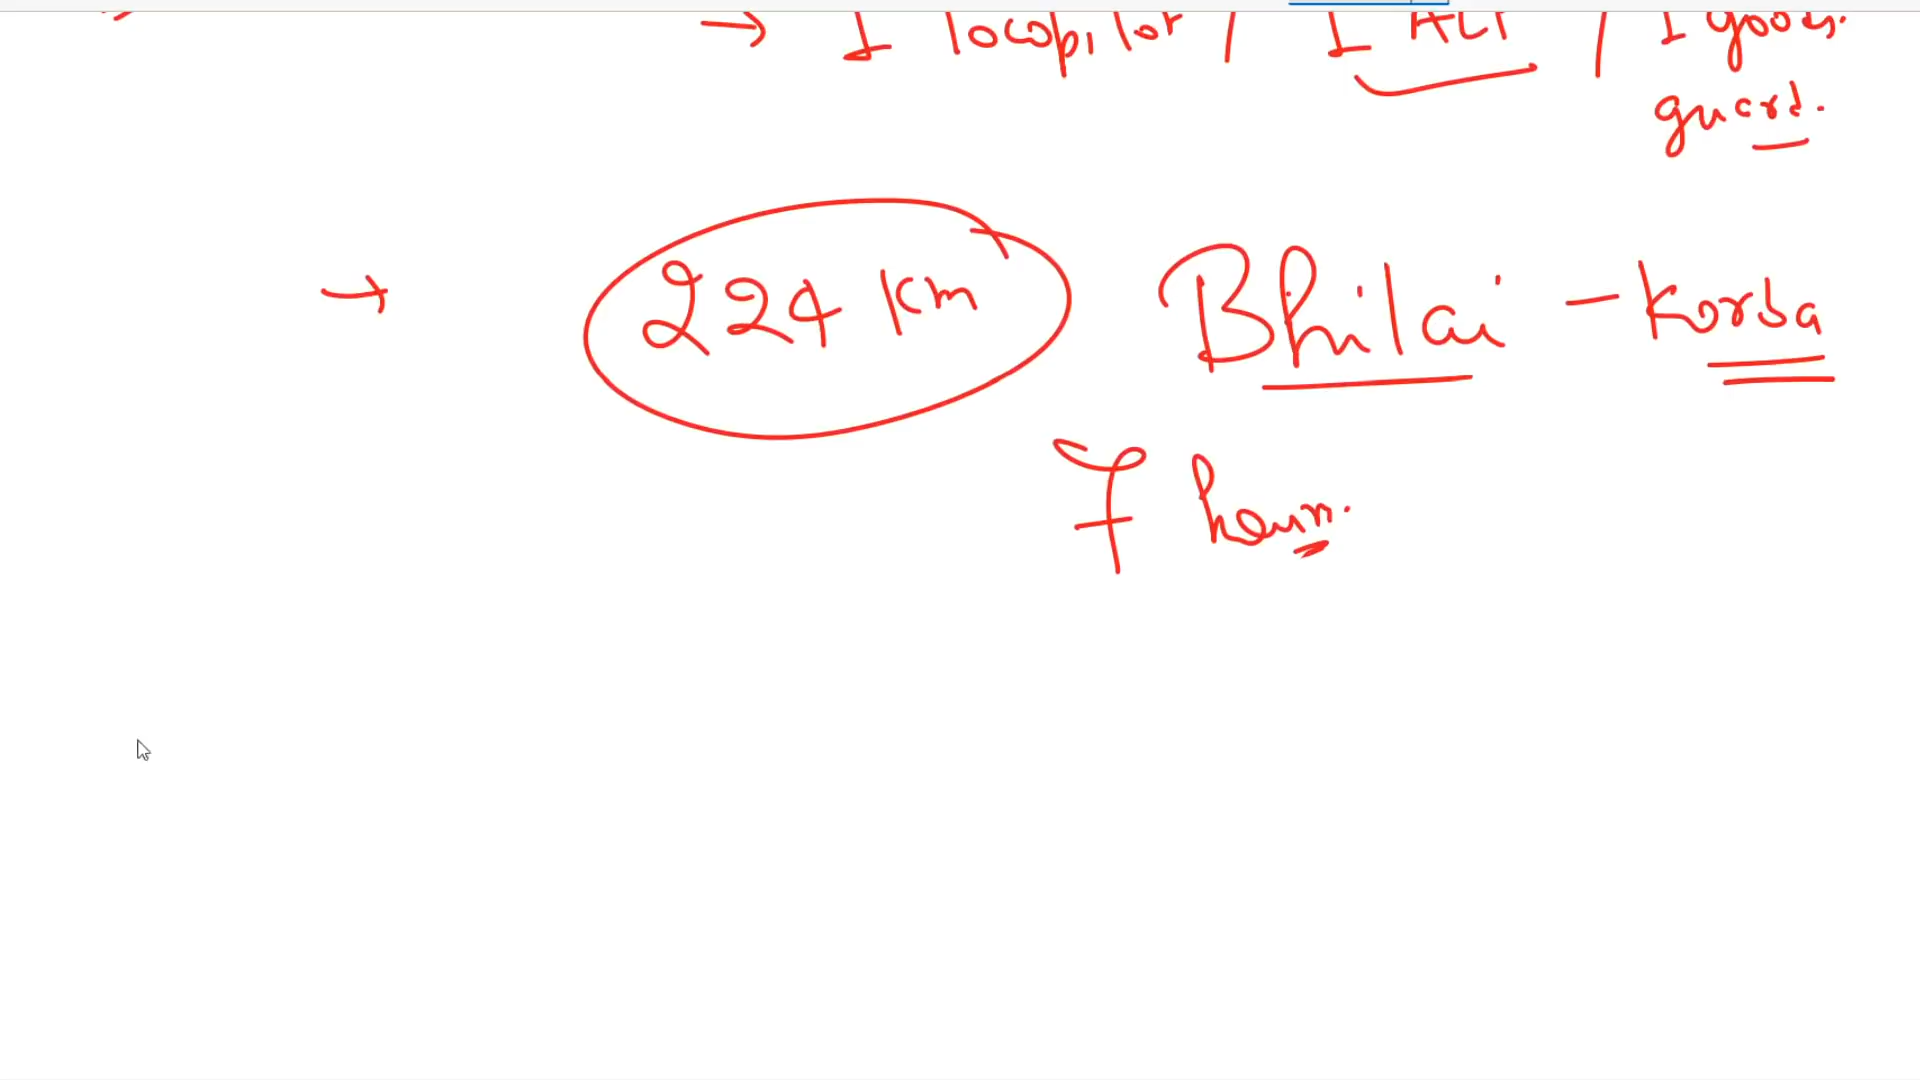 → 1 locopilot / 1 ALP / 1 goods
guard.
→ 224 Km Bhilai - Korba
7 hours.